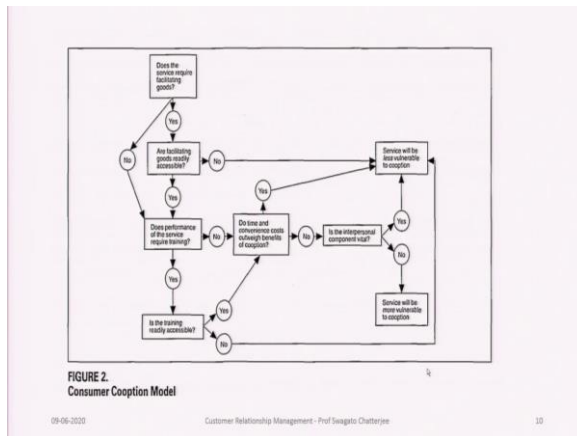 Does the
service require
facilitating
goods?
Yes
No
Are facilitating
goods readily
accessible?
No
Service will be
less vulnerable
to cooption
Yes
Yes
Does performance
of the service
require training?
No
Do time and
convenience costs
outweigh benefits
of cooption?
No
Is the interpersonal
component vital?
Yes
No
Yes
Is the training
readily accessible?
Yes
No
Service will be
more vulnerable
to cooption
FIGURE 2.
Consumer Cooption Model
09-06-2020
Customer Relationship Management - Prof Swagato Chatterjee
10